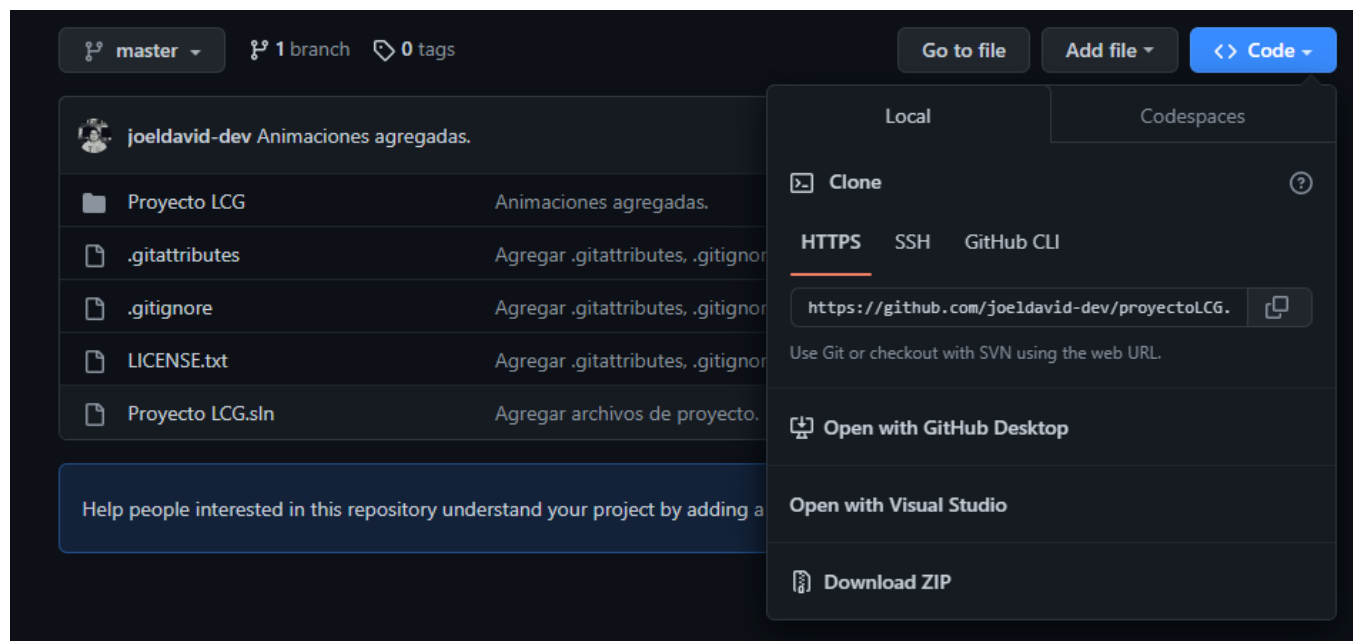 master 1 branch 0 tags Go to file Add file Code
joeldavid-dev Animaciones agregadas.
Proyecto LCG Animaciones agregadas.
.gitattributes Agregar .gitattributes, .gitignor
.gitignore Agregar .gitattributes, .gitignor
LICENSE.txt Agregar .gitattributes, .gitignor
Proyecto LCG.sln Agregar archivos de proyecto.
Help people interested in this repository understand your project by adding a
Local Codespaces
Clone
HTTPS SSH GitHub CLI
https://github.com/joeldavid-dev/proyectoLCG.
Use Git or checkout with SVN using the web URL.
Open with GitHub Desktop
Open with Visual Studio
Download ZIP